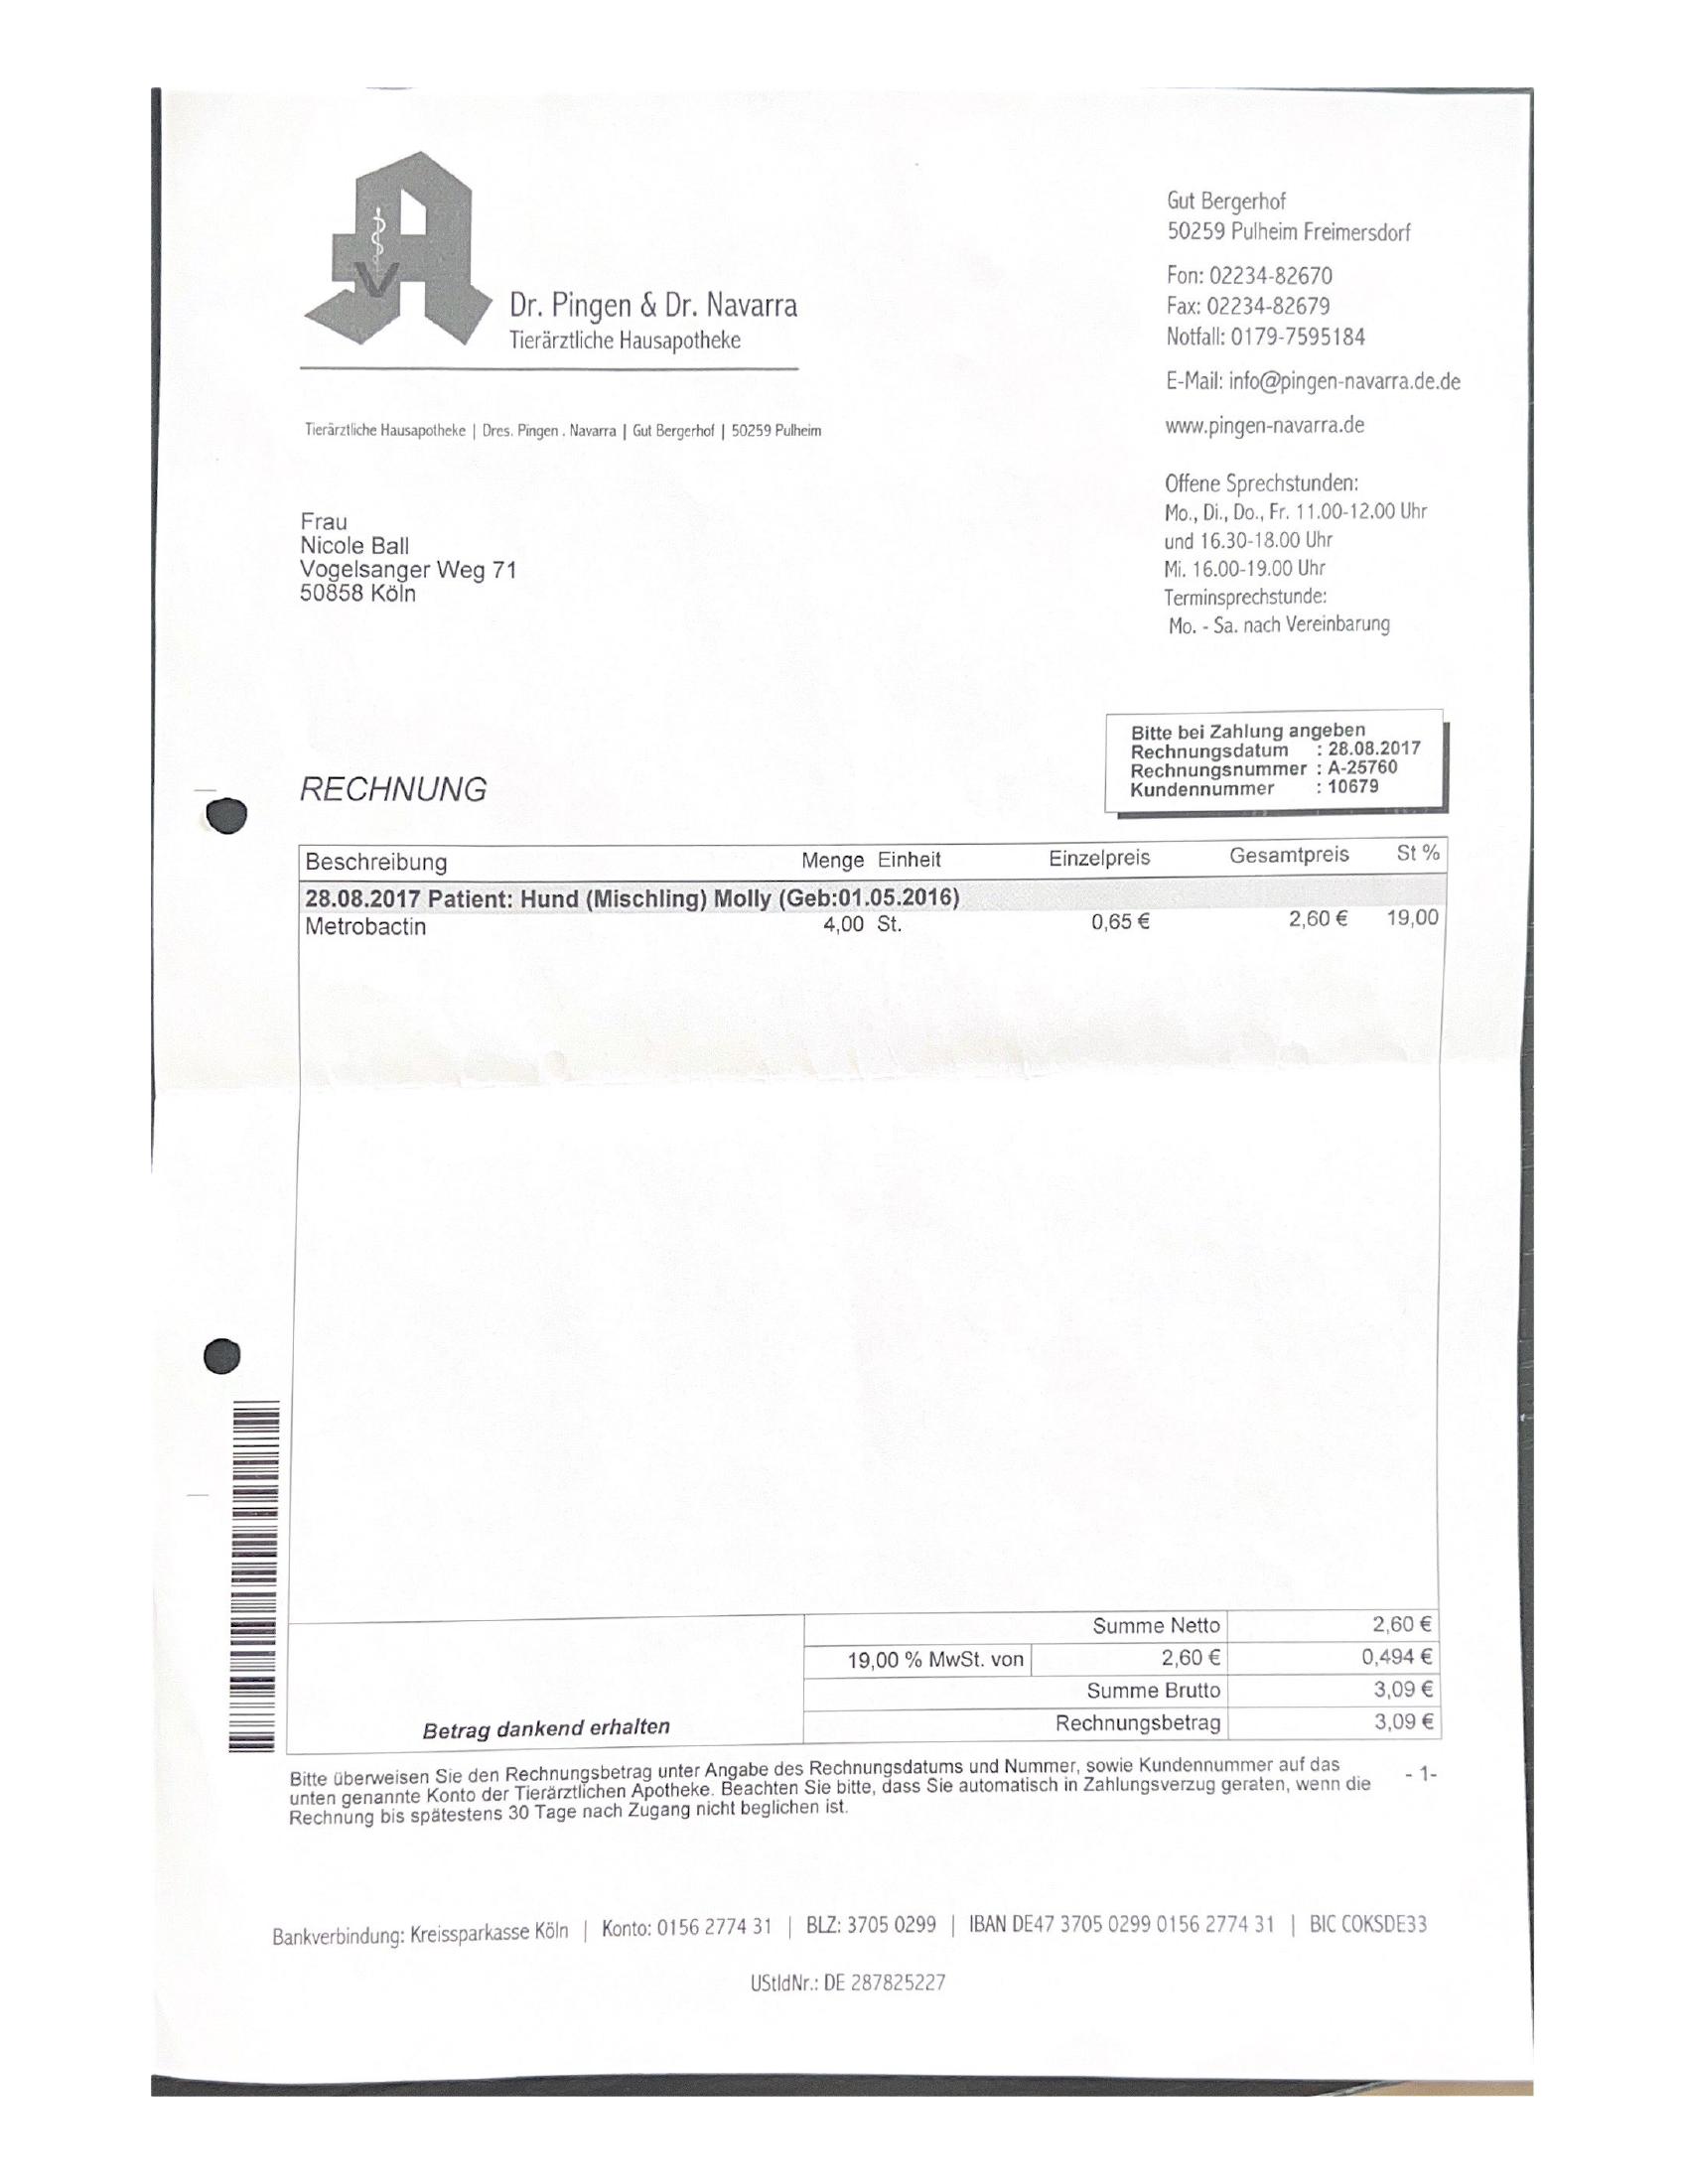 Dr. Pingen & Dr. Navarra
Tierärztliche Hausapotheke
Gut Bergerhof
50259 Pulheim Freimersdorf
Fon: 02234-82670
Fax: 02234-82679
Notfall: 0179-7595184
E-Mail: info@pingen-navarra.de.de
www.pingen-navarra.de
Offene Sprechstunden:
Mo., Di., Do., Fr. 11.00-12.00 Uhr
und 16.30-18.00 Uhr
Mi. 16.00-19.00 Uhr
Terminsprechstunde:
Mo. - Sa. nach Vereinbarung
Tierärztliche Hausapotheke | Dres. Pingen . Navarra | Gut Bergerhof | 50259 Pulheim
Frau
Nicole Ball
Vogelsanger Weg 71
50858 Köln
Bitte bei Zahlung angeben
Rechnungsdatum : 28.08.2017
Rechnungsnummer : A-25760
Kundennummer : 10679
RECHNUNG
Beschreibung Menge Einheit Einzelpreis Gesamtpreis St %
28.08.2017 Patient: Hund (Mischling) Molly (Geb:01.05.2016)
Metrobactin 4,00 St. 0,65 € 2,60 € 19,00
Summe Netto 2,60 €
19,00 % MwSt. von 2,60 € 0,494 €
Summe Brutto 3,09 €
Betrag dankend erhalten Rechnungsbetrag 3,09 €
Bitte überweisen Sie den Rechnungsbetrag unter Angabe des Rechnungsdatums und Nummer, sowie Kundennummer auf das
unten genannte Konto der Tierärztlichen Apotheke. Beachten Sie bitte, dass Sie automatisch in Zahlungsverzug geraten, wenn die
Rechnung bis spätestens 30 Tage nach Zugang nicht beglichen ist.
- 1-
Bankverbindung: Kreissparkasse Köln | Konto: 0156 2774 31 | BLZ: 3705 0299 | IBAN DE47 3705 0299 0156 2774 31 | BIC COKSDE33
UStIdNr.: DE 287825227